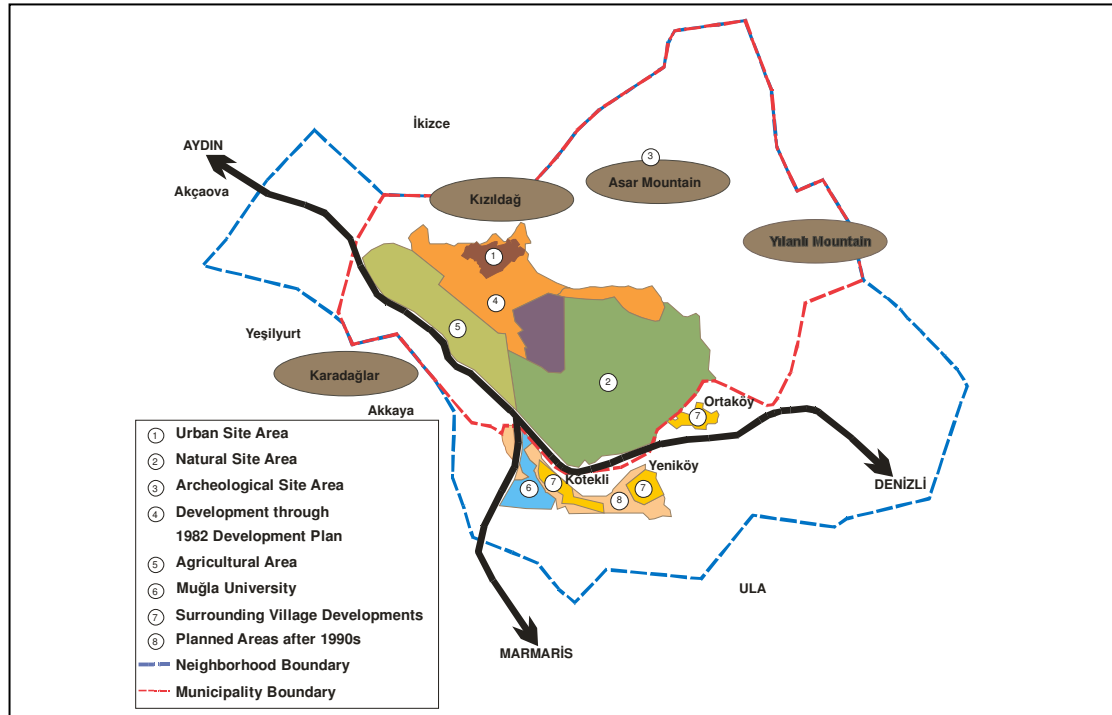 İkizce
AYDIN
3
Akçaova
Asar Mountain
Kızıldağ
Yılanlı Mountain
1
4
5
Yeşilyurt
Karadağlar
2
Ortaköy
7
Akkaya
Yeniköy
Kötekli
DENİZLİ
6
7
8
7
ULA
MARMARİS
1 Urban Site Area
2 Natural Site Area
3 Archeological Site Area
4 Development through
1982 Development Plan
5 Agricultural Area
6 Muğla University
7 Surrounding Village Developments
8 Planned Areas after 1990s
Neighborhood Boundary
Municipality Boundary